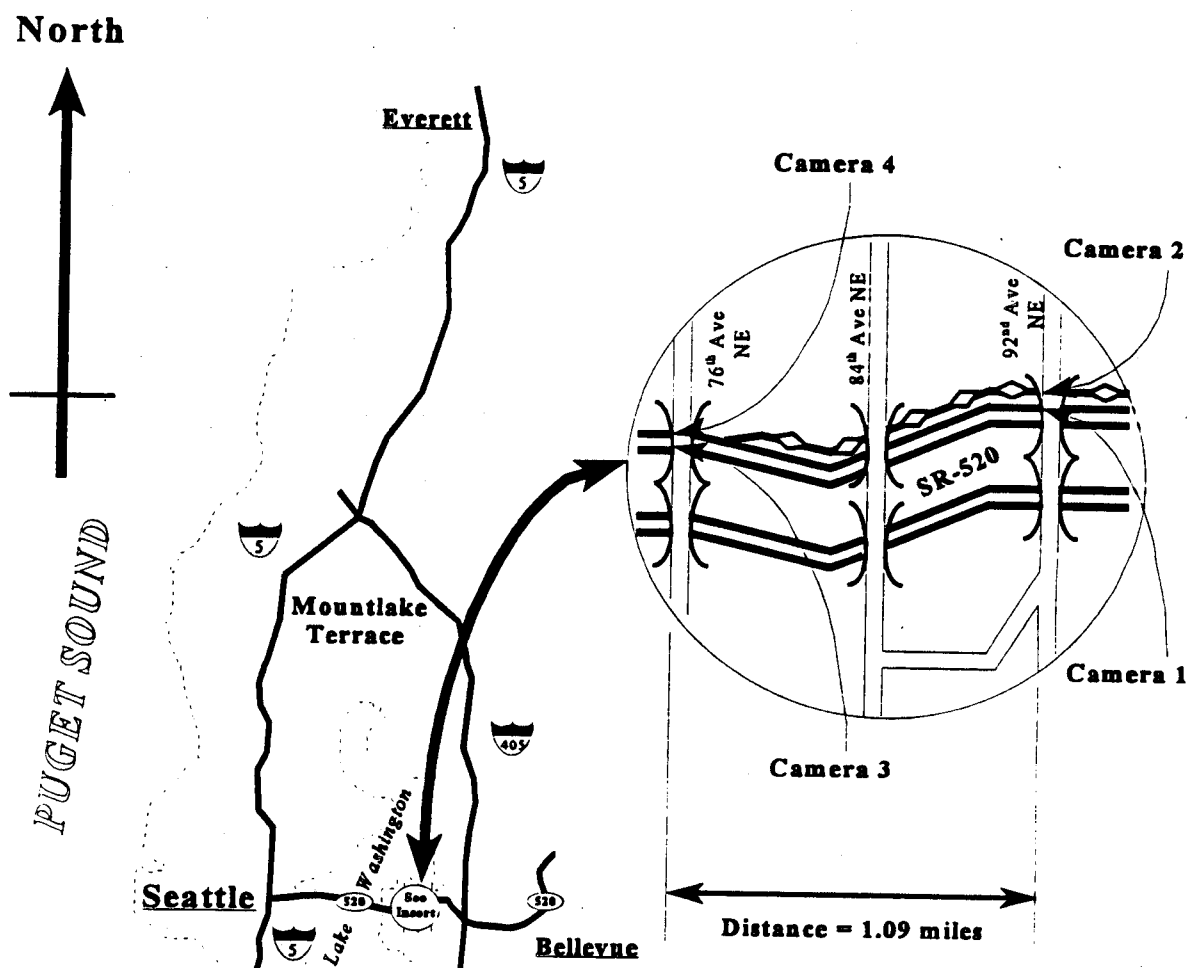 North
Everett
5
Camera 4
Camera 2
76th Ave
NE
84th Ave NE
92nd Ave
NE
SR-520
5
Mountlake
Terrace
PUGET SOUND
405
Camera 1
Camera 3
Lake Washington
Seattle
520
See
Insert
520
5
Bellevue
Distance = 1.09 miles